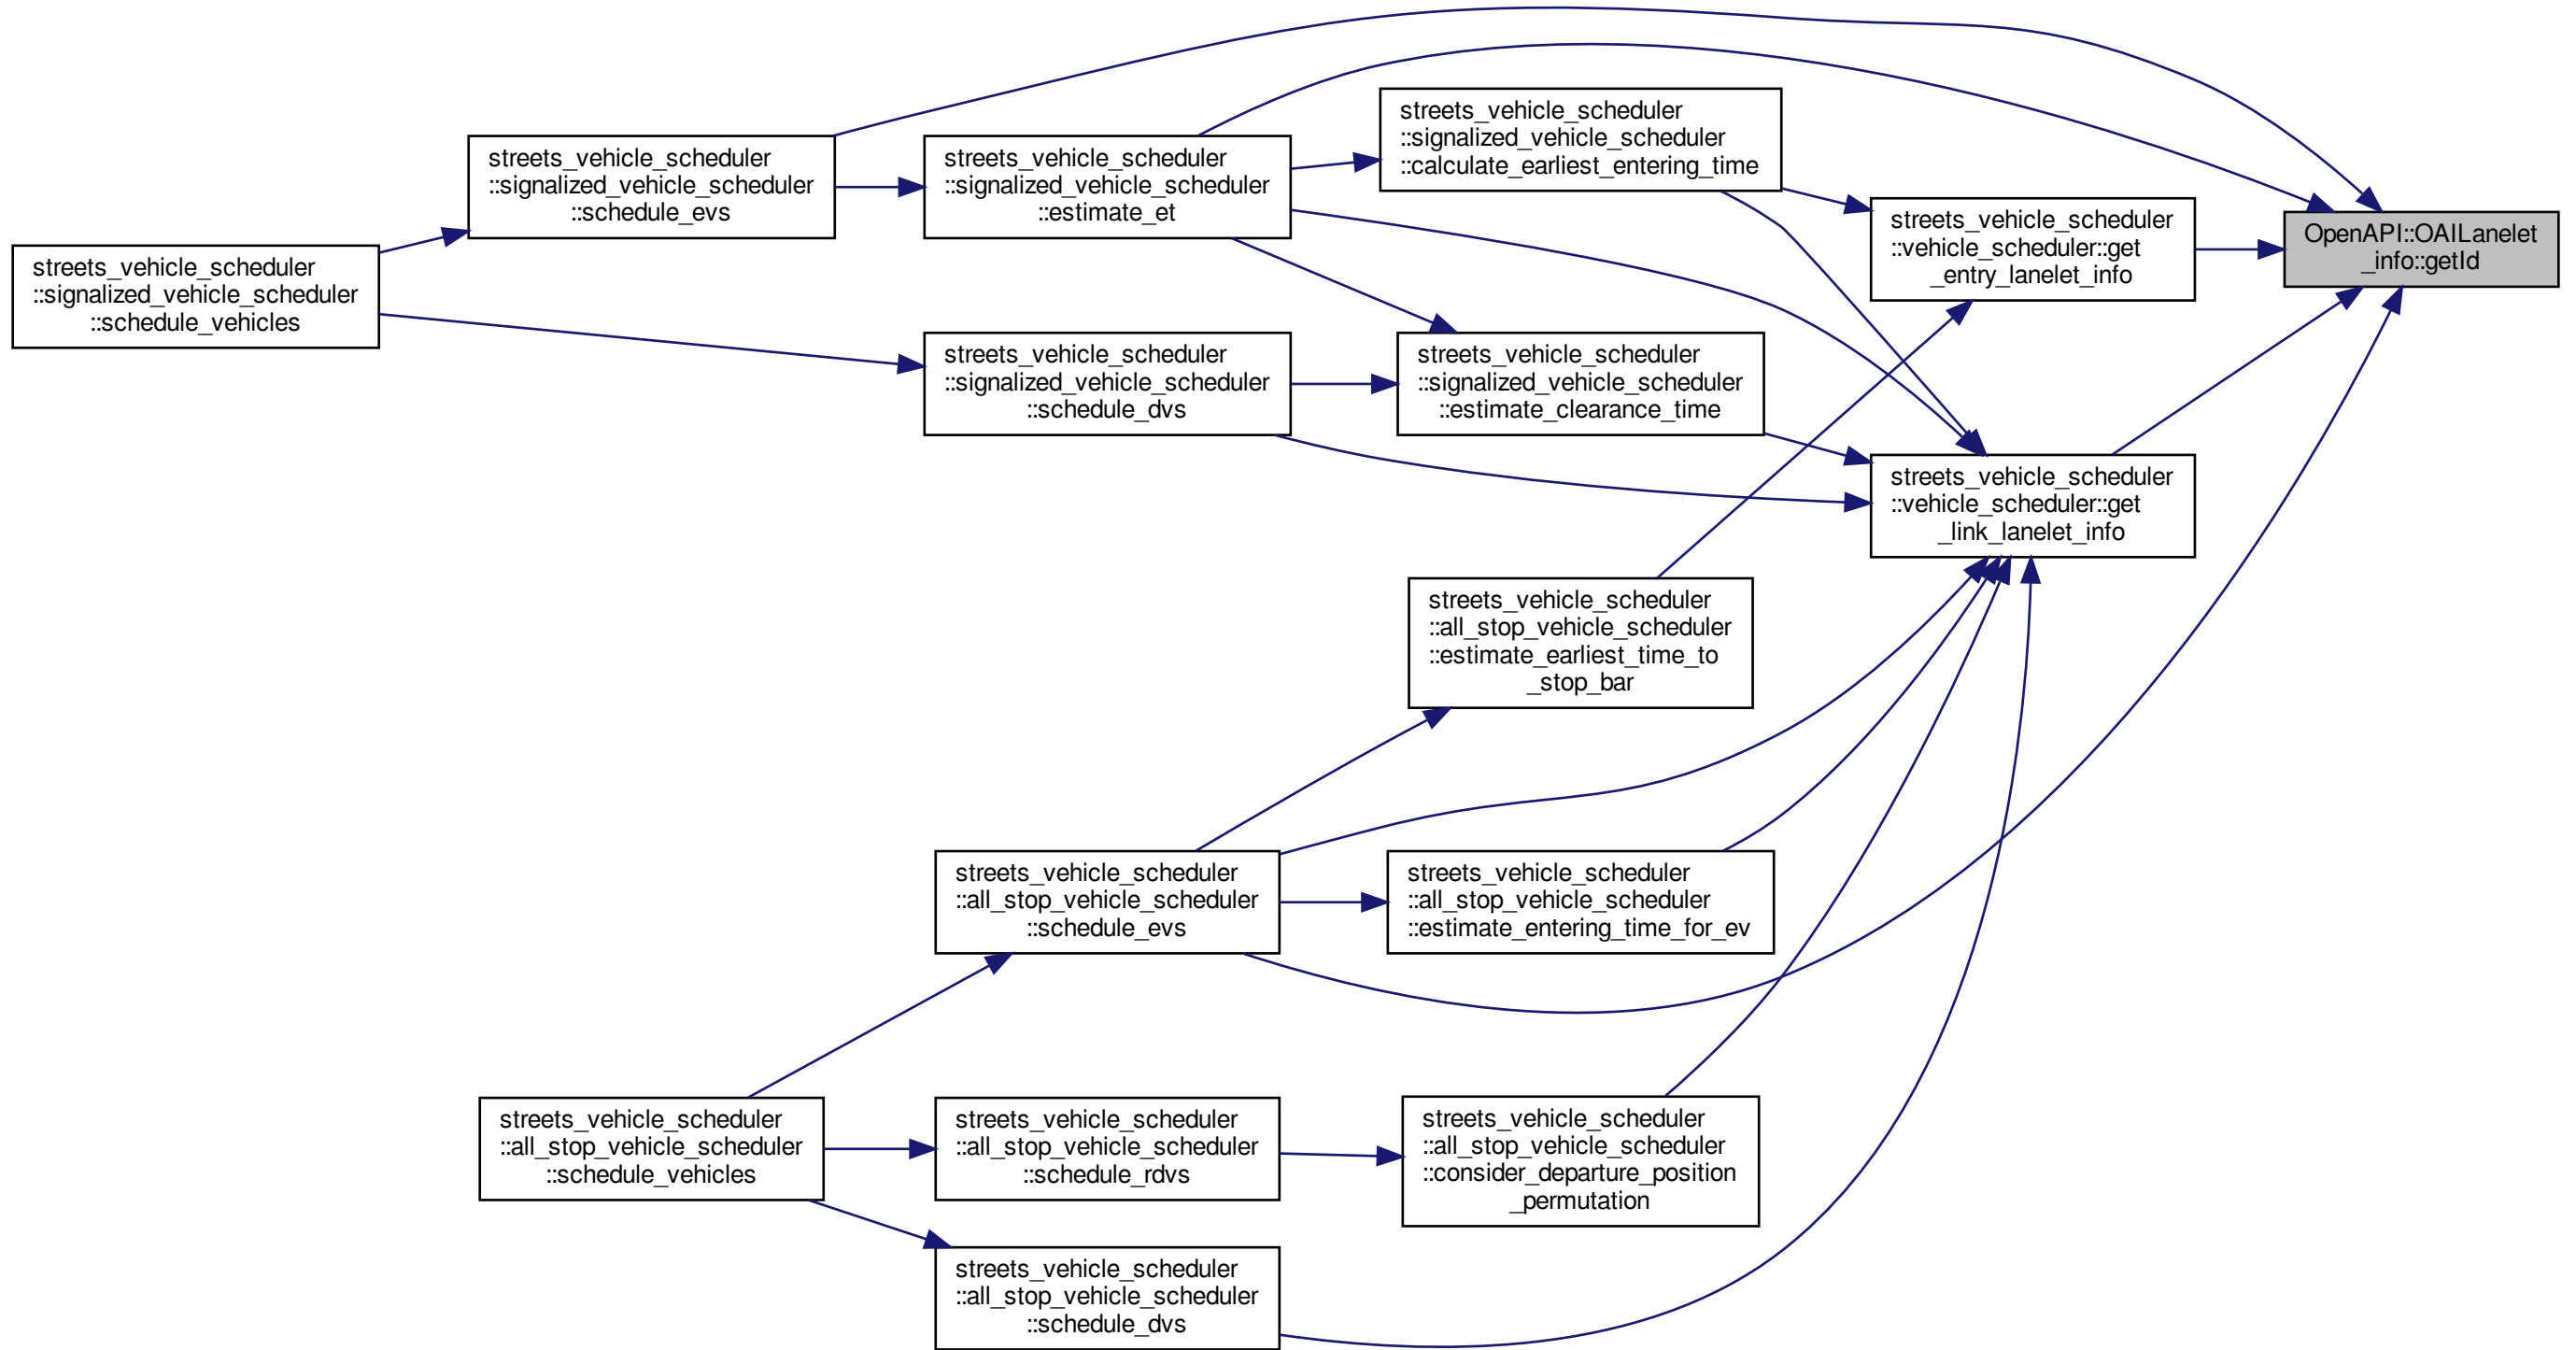 streets_vehicle_scheduler
::signalized_vehicle_scheduler
::schedule_vehicles
streets_vehicle_scheduler
::signalized_vehicle_scheduler
::schedule_evs
streets_vehicle_scheduler
::signalized_vehicle_scheduler
::estimate_et
streets_vehicle_scheduler
::signalized_vehicle_scheduler
::calculate_earliest_entering_time
streets_vehicle_scheduler
::vehicle_scheduler::get
_entry_lanelet_info
OpenAPI::OAILanelet
_info::getId
streets_vehicle_scheduler
::signalized_vehicle_scheduler
::schedule_dvs
streets_vehicle_scheduler
::signalized_vehicle_scheduler
::estimate_clearance_time
streets_vehicle_scheduler
::vehicle_scheduler::get
_link_lanelet_info
streets_vehicle_scheduler
::all_stop_vehicle_scheduler
::estimate_earliest_time_to
_stop_bar
streets_vehicle_scheduler
::all_stop_vehicle_scheduler
::schedule_evs
streets_vehicle_scheduler
::all_stop_vehicle_scheduler
::estimate_entering_time_for_ev
streets_vehicle_scheduler
::all_stop_vehicle_scheduler
::schedule_vehicles
streets_vehicle_scheduler
::all_stop_vehicle_scheduler
::schedule_rdvs
streets_vehicle_scheduler
::all_stop_vehicle_scheduler
::consider_departure_position
_permutation
streets_vehicle_scheduler
::all_stop_vehicle_scheduler
::schedule_dvs